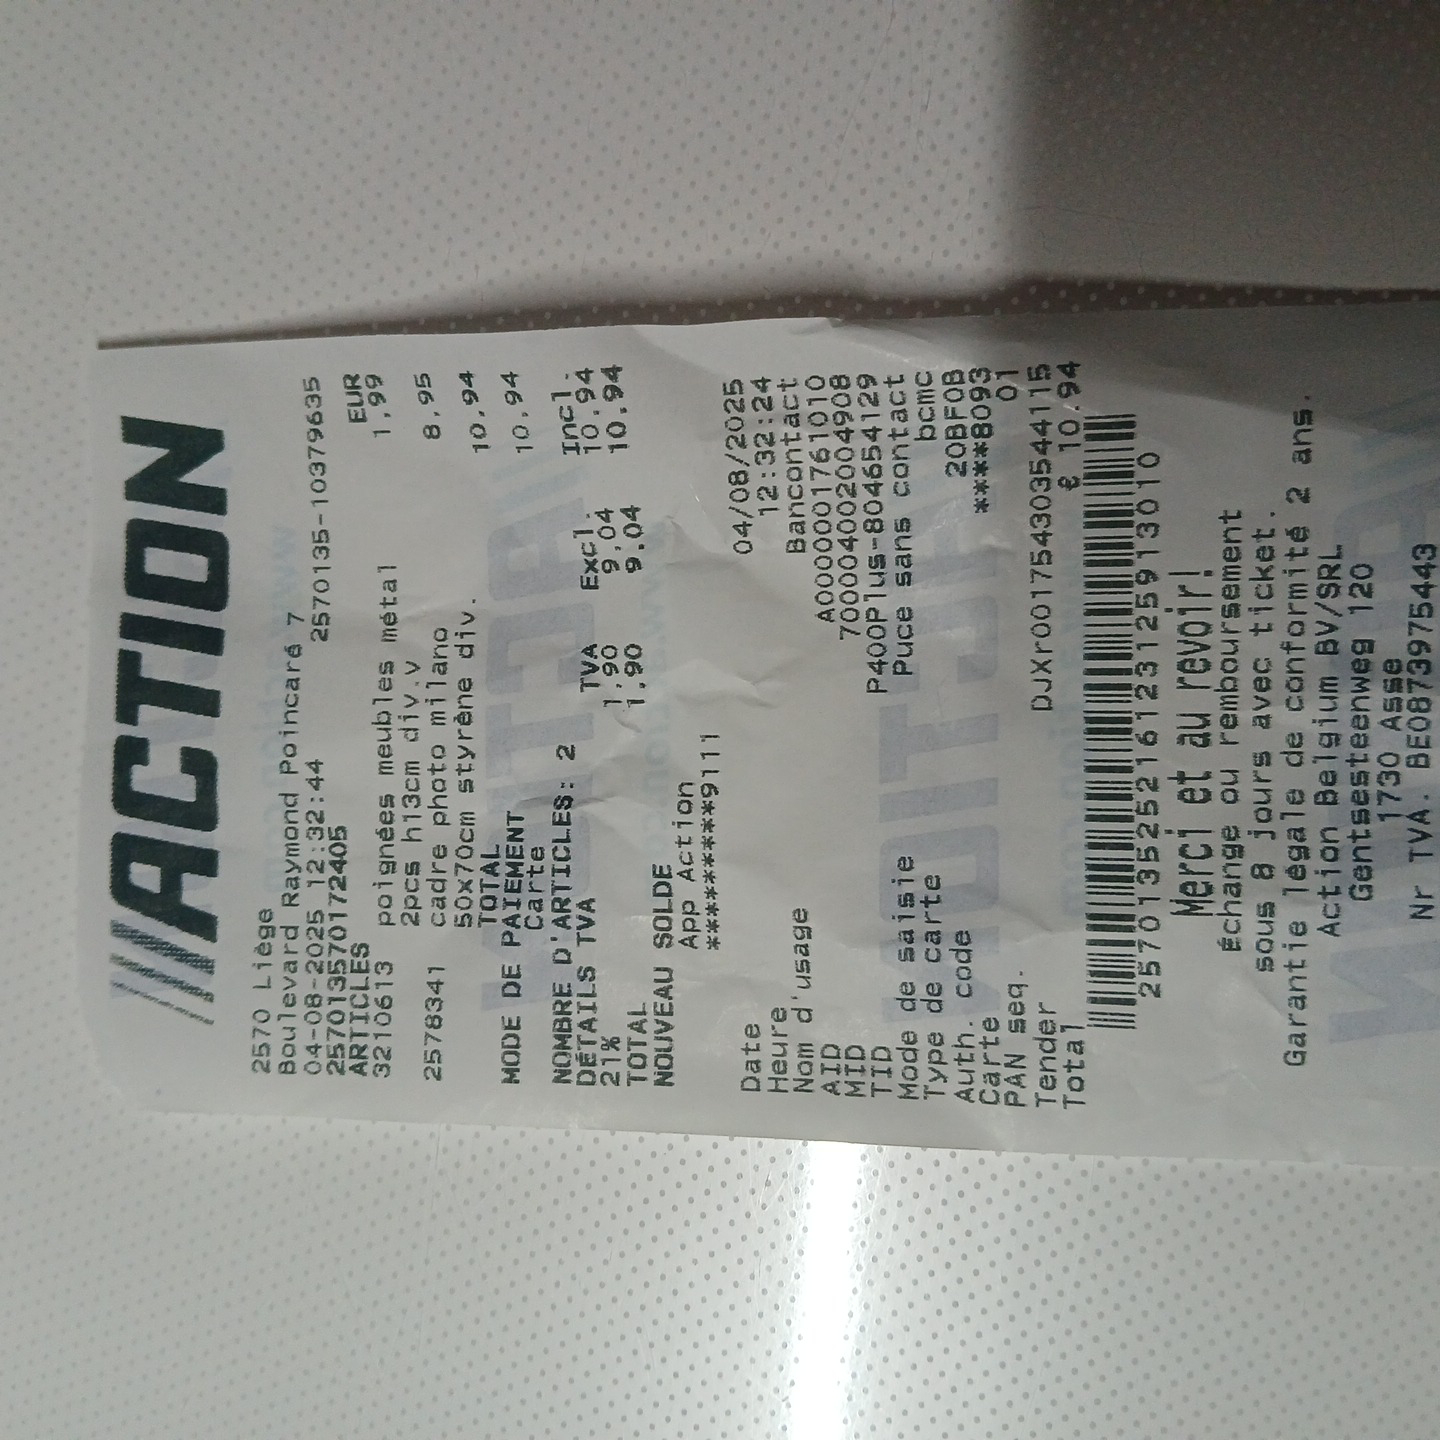 ACTION
2570 Liège
Boulevard Raymond Poincaré 7
04-08-2025 12:32:44 2570135-10379635
257013570172405
ARTICLES EUR
3210613 poignées meubles métal 1,99
2pcs h13cm div.v
2578341 cadre photo milano 8,95
50x70cm styrène div.
TOTAL 10,94
MODE DE PAIEMENT
Carte 10,94
NOMBRE D'ARTICLES: 2
DÉTAILS TVA TVA Excl. Incl.
21% 1,90 9,04 10,94
TOTAL 1,90 9,04 10,94
NOUVEAU SOLDE
App Action
*********9111
Date 04/08/2025
Heure 12:32:24
Nom d'usage Bancontact
AID A0000001761010
MID 700004002004908
TID P400Plus-804654129
Mode de saisie Puce sans contact
Type de carte bcmc
Auth. code 20BF0B
Carte ****8093
PAN seq. 01
Tender DJXr001754303544115
Total € 10.94
257013525216123125913010
Merci et au revoir!
Échange ou remboursement
sous 8 jours avec ticket.
Garantie légale de conformité 2 ans.
Action Belgium BV/SRL
Gentsesteenweg 120
1730 Asse
Nr TVA. BE0873975443